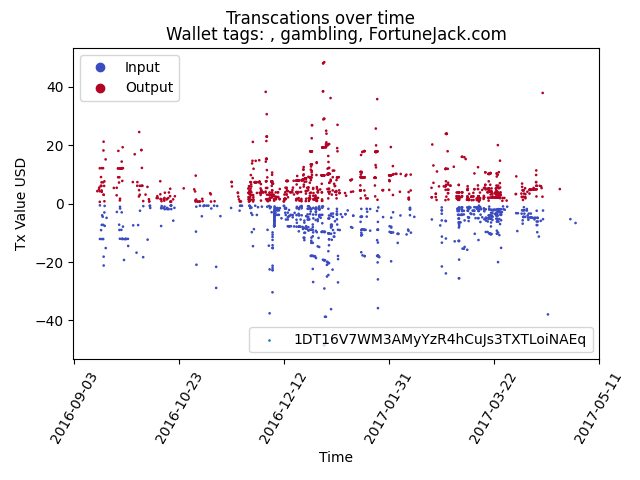 Transcations over time
Wallet tags: , gambling, FortuneJack.com
Input
Output
Tx Value USD
40
20
0
−20
−40
1DT16V7WM3AMyYzR4hCuJs3TXTLoiNAEq
2016-09-03
2016-10-23
2016-12-12
2017-01-31
2017-03-22
2017-05-11
Time